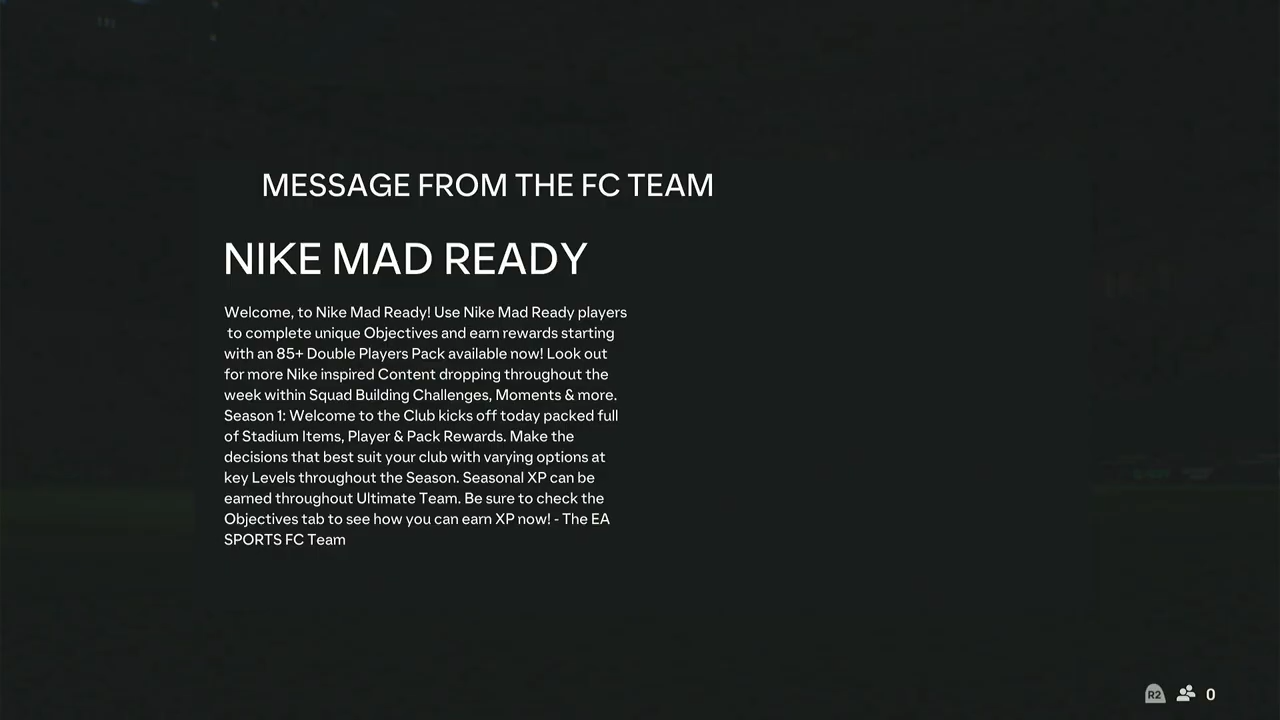 MESSAGE FROM THE FC TEAM
NIKE MAD READY
Welcome, to Nike Mad Ready! Use Nike Mad Ready players
to complete unique Objectives and earn rewards starting
with an 85+ Double Players Pack available now! Look out
for more Nike inspired Content dropping throughout the
week within Squad Building Challenges, Moments & more.
Season 1: Welcome to the Club kicks off today packed full
of Stadium Items, Player & Pack Rewards. Make the
decisions that best suit your club with varying options at
key Levels throughout the Season. Seasonal XP can be
earned throughout Ultimate Team. Be sure to check the
Objectives tab to see how you can earn XP now! - The EA
SPORTS FC Team
R2 0